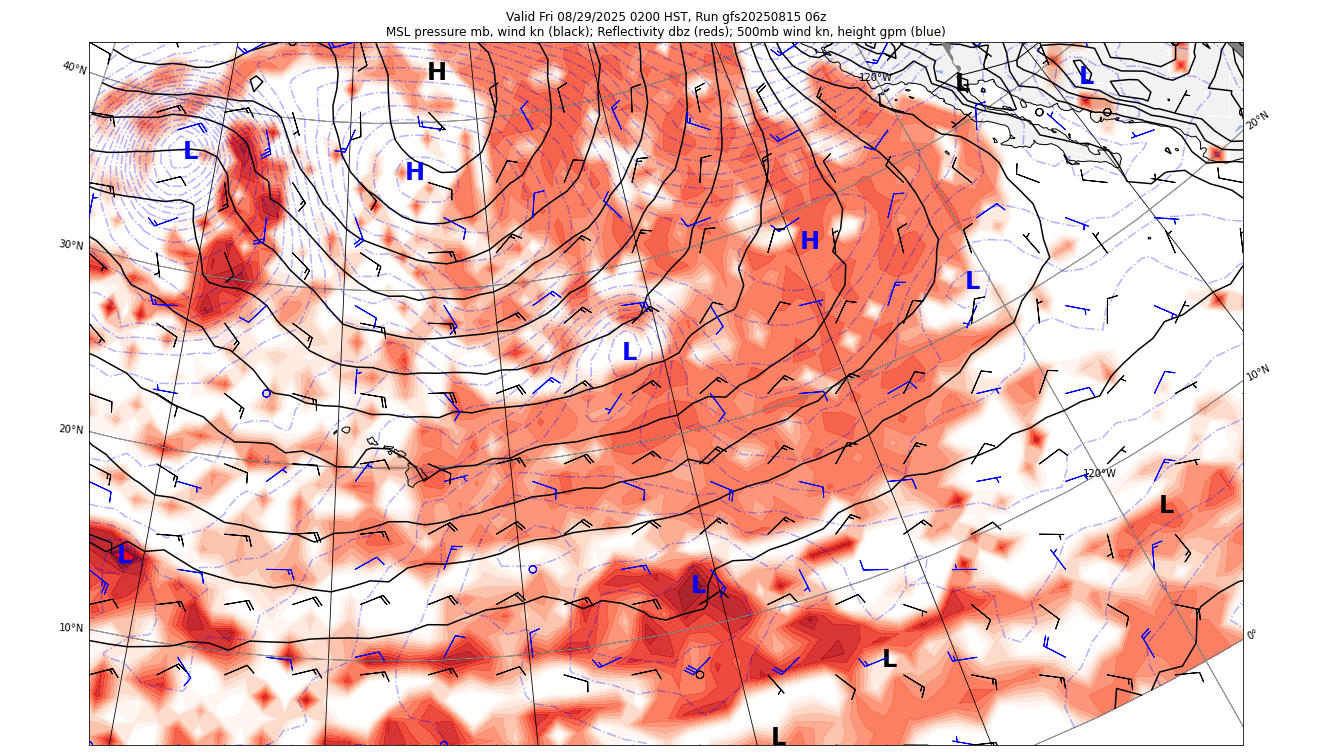 Valid Fri 08/29/2025 0200 HST, Run gfs20250815 06z
MSL pressure mb, wind kn (black); Reflectivity dbz (reds); 500mb wind kn, height gpm (blue)
40°N
H
120°W
L
L
20°N
L
H
30°N
H
L
L
10°N
20°N
120°W
L
L
L
10°N
0°
L
L